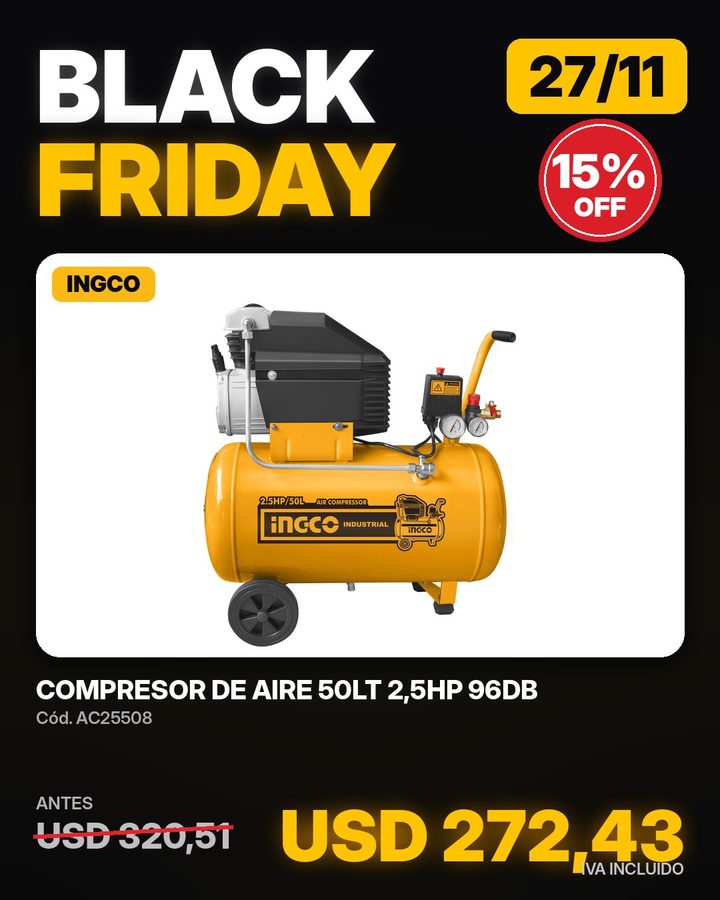 BLACK
FRIDAY
27/11
15%
OFF
INGCO
2.5HP/50L AIR COMPRESSOR
INGCO INDUSTRIAL
INGCO
COMPRESOR DE AIRE 50LT 2,5HP 96DB
Cód. AC25508
ANTES
USD 320,51
USD 272,43
IVA INCLUIDO